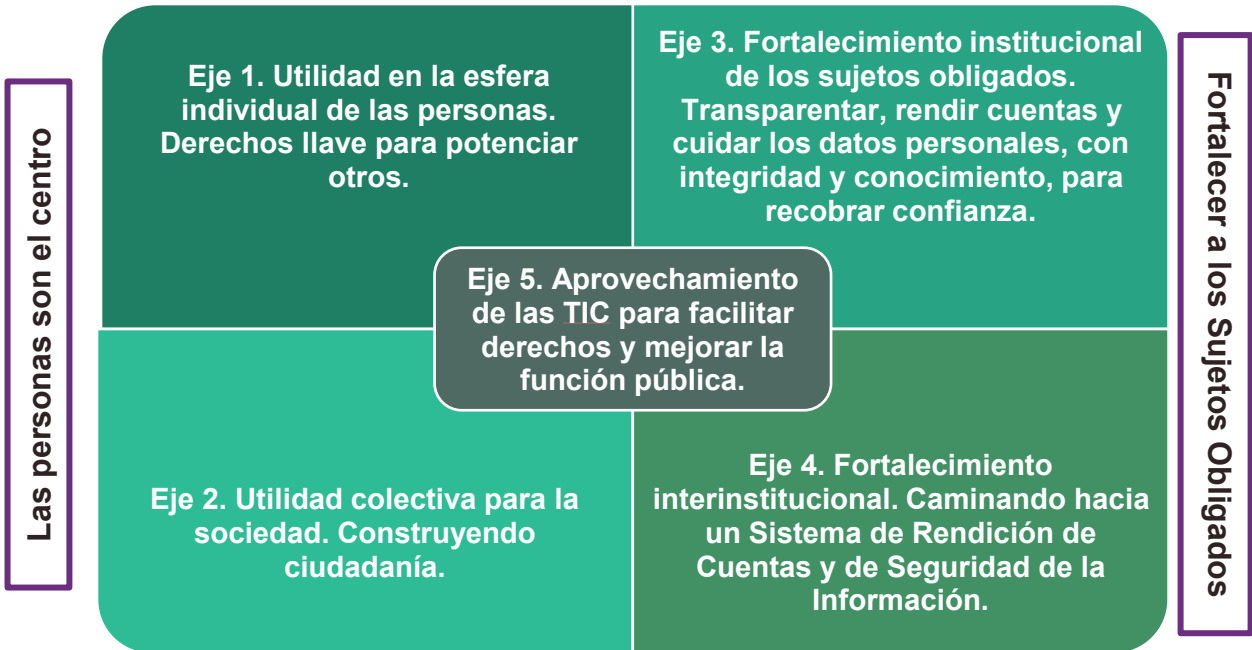 Las personas son el centro
Eje 1. Utilidad en la esfera
individual de las personas.
Derechos llave para potenciar
otros.
Eje 3. Fortalecimiento institucional
de los sujetos obligados.
Transparentar, rendir cuentas y
cuidar los datos personales, con
integridad y conocimiento, para
recobrar confianza.
Eje 5. Aprovechamiento
de las TIC para facilitar
derechos y mejorar la
función pública.
Eje 2. Utilidad colectiva para la
sociedad. Construyendo
ciudadanía.
Eje 4. Fortalecimiento
interinstitucional. Caminando hacia
un Sistema de Rendición de
Cuentas y de Seguridad de la
Información.
Fortalecer a los Sujetos Obligados